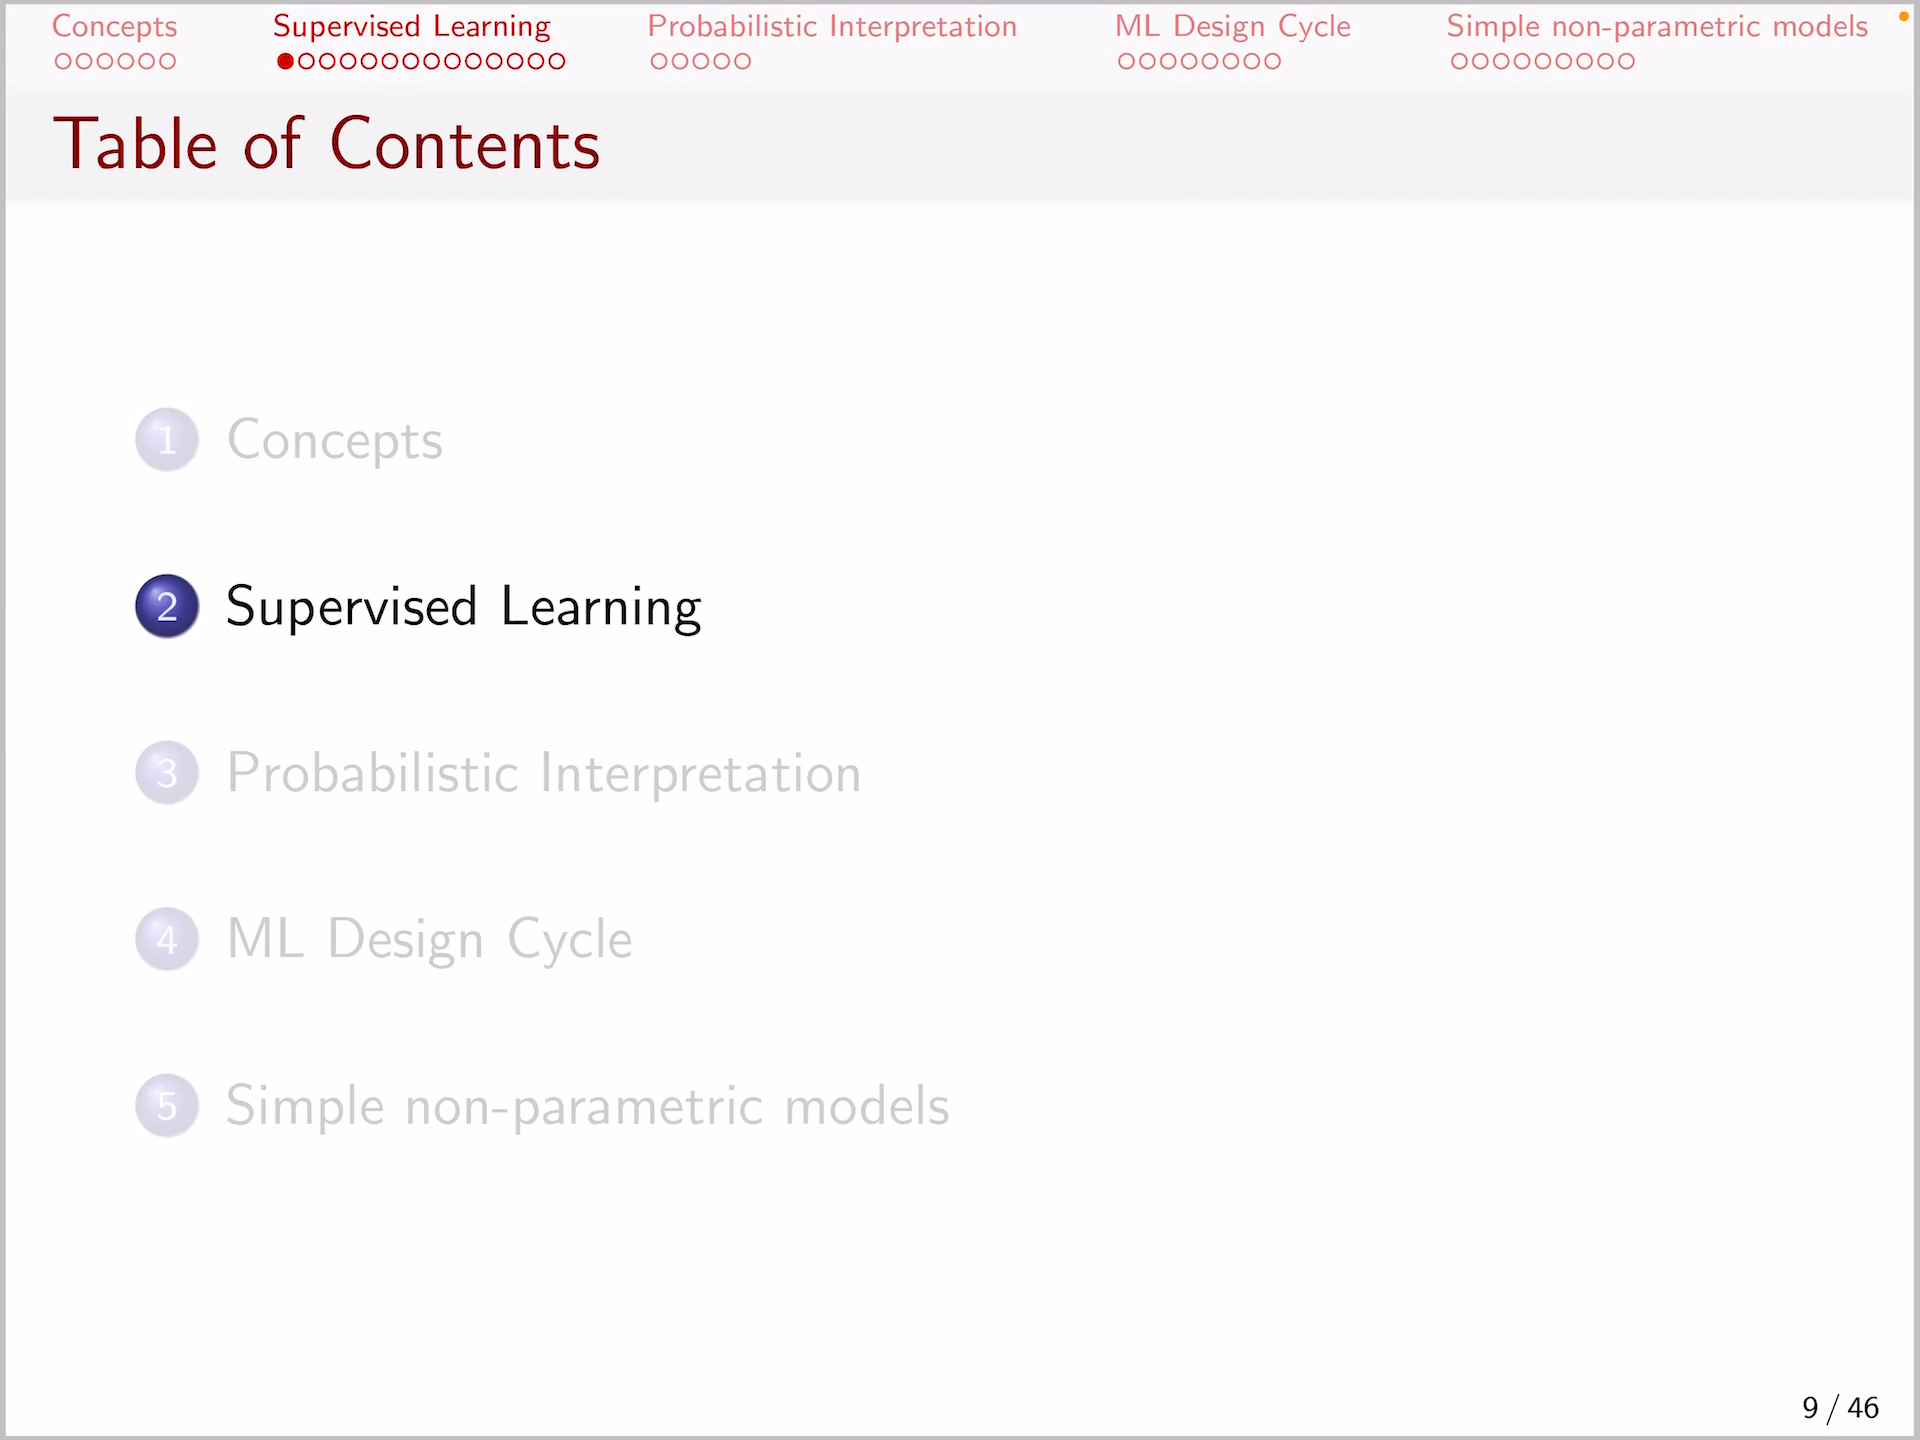 Concepts Supervised Learning Probabilistic Interpretation ML Design Cycle Simple non-parametric models
Table of Contents
1 Concepts
2 Supervised Learning
3 Probabilistic Interpretation
4 ML Design Cycle
5 Simple non-parametric models
9 / 46